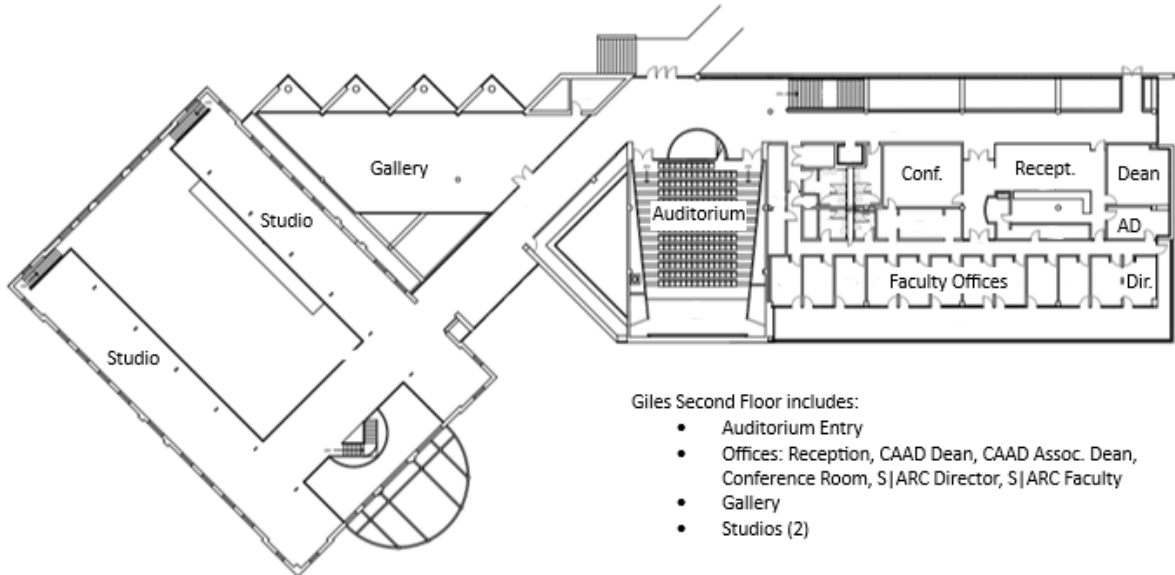 Gallery
Studio
Studio
Auditorium
Conf.
Recept.
Dean
AD
Faculty Offices
Dir.
Giles Second Floor includes:
• Auditorium Entry
• Offices: Reception, CAAD Dean, CAAD Assoc. Dean,
Conference Room, S|ARC Director, S|ARC Faculty
• Gallery
• Studios (2)